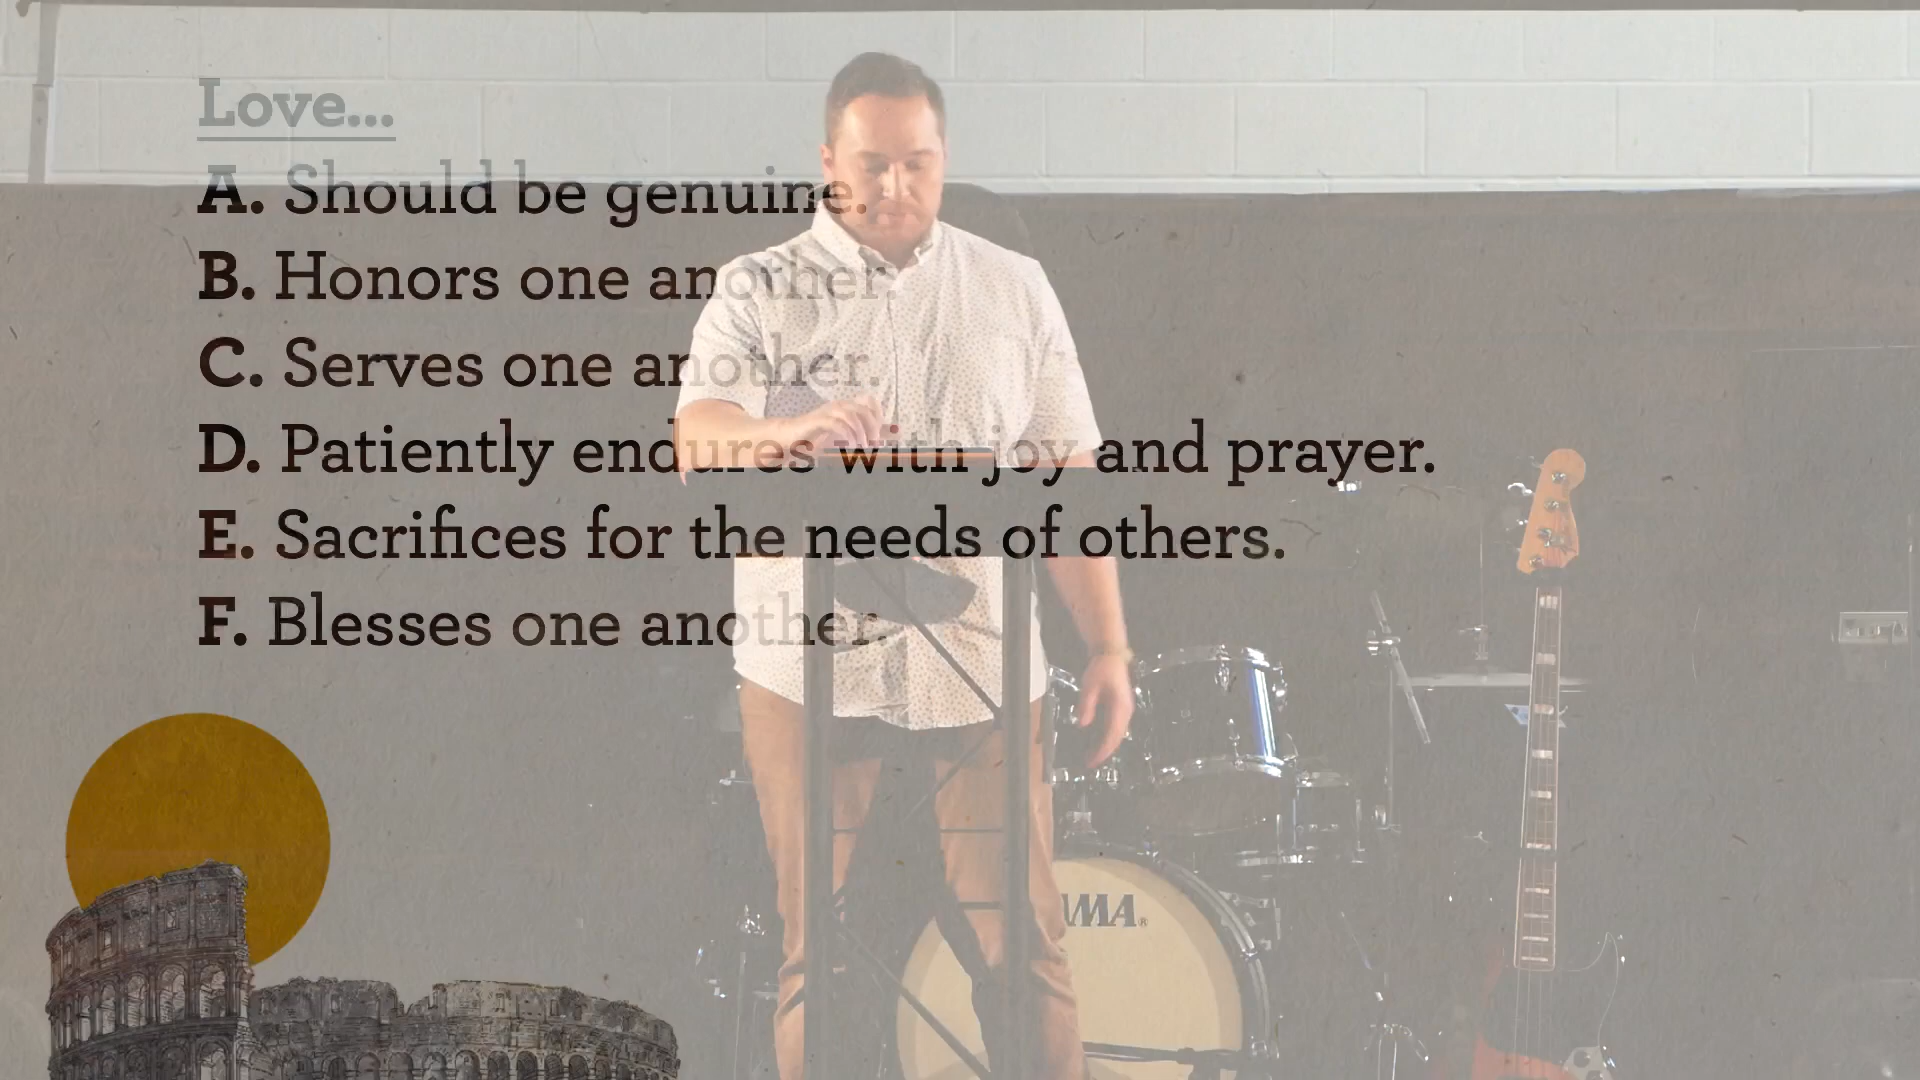 Love...
A. Should be genuine.
B. Honors one another.
C. Serves one another.
D. Patiently endures with joy and prayer.
E. Sacrifices for the needs of others.
F. Blesses one another.